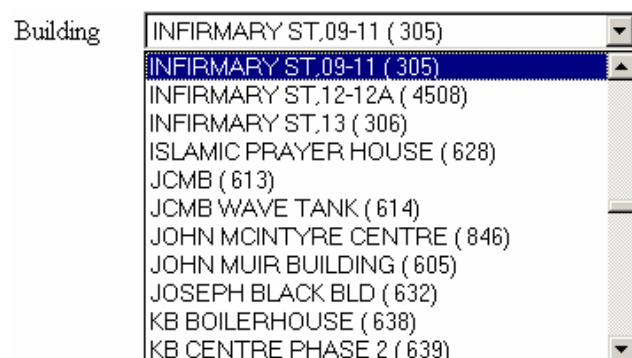 Building INFIRMARY ST,09-11 ( 305)
INFIRMARY ST,09-11 ( 305)
INFIRMARY ST,12-12A ( 4508)
INFIRMARY ST,13 ( 306)
ISLAMIC PRAYER HOUSE ( 628)
JCMB ( 613)
JCMB WAVE TANK ( 614)
JOHN MCINTYRE CENTRE ( 846)
JOHN MUIR BUILDING ( 605)
JOSEPH BLACK BLD ( 632)
KB BOILERHOUSE ( 638)
KB CENTRE PHASE 2 ( 639)